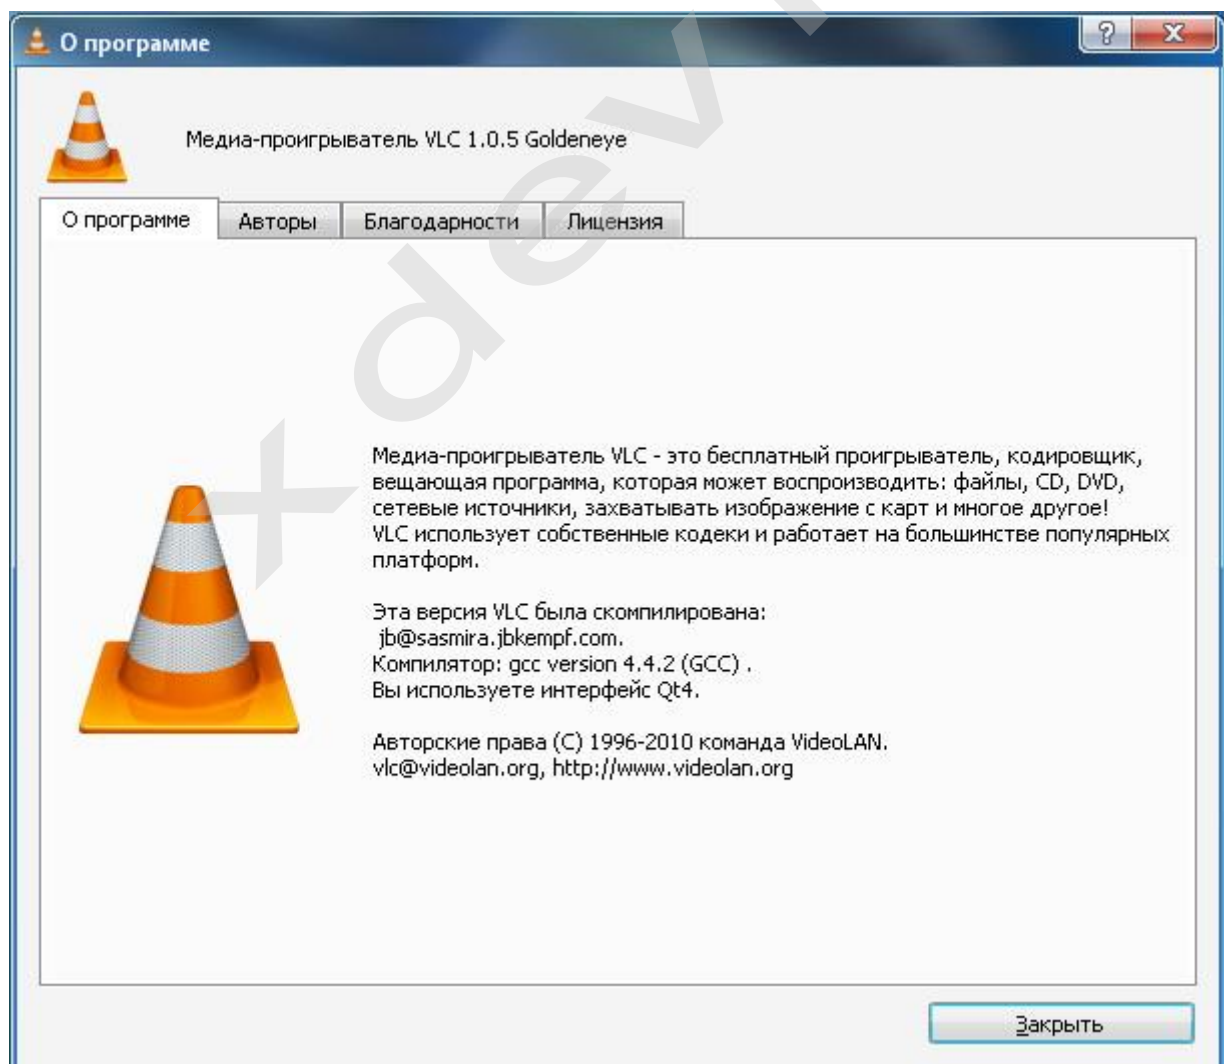 О программе
Медиа-проигрыватель VLC 1.0.5 Goldeneye
О программе
Авторы
Благодарности
Лицензия
Медиа-проигрыватель VLC - это бесплатный проигрыватель, кодировщик,
вещающая программа, которая может воспроизводить: файлы, CD, DVD,
сетевые источники, захватывать изображение с карт и многое другое!
VLC использует собственные кодеки и работает на большинстве популярных
платформ.
Эта версия VLC была скомпилирована:
jb@sasmira.jbkempf.com.
Компилятор: gcc version 4.4.2 (GCC) .
Вы используете интерфейс Qt4.
Авторские права (C) 1996-2010 команда VideoLAN.
vlc@videolan.org, http://www.videolan.org
Закрыть